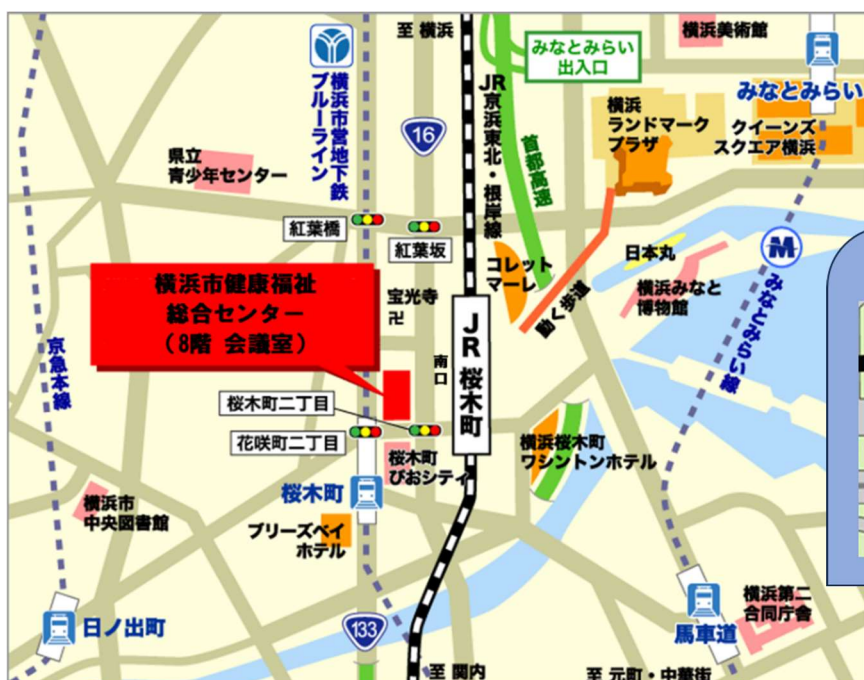 至 横浜
みなとみらい
出入口
横浜美術館
みなとみらい
横浜市営地下鉄
ブルーライン
16
JR
京浜東北・根岸線
首都高速
横浜
ランドマーク
プラザ
クイーンズ
スクエア横浜
県立
青少年センター
紅葉橋
紅葉坂
コレット
マーレ
日本丸
横浜みなと
博物館
M
みなとみらい線
動く歩道
横浜市健康福祉
総合センター
(8階 会議室)
宝光寺
卍
JR 桜木町
南口
京急本線
桜木町二丁目
花咲町二丁目
桜木町
ぴおシティ
横浜桜木町
ワシントンホテル
桜木町
横浜市
中央図書館
ブリーズベイ
ホテル
日ノ出町
133
馬車道
横浜第二
合同庁舎
至 関内
至 元町・中華街